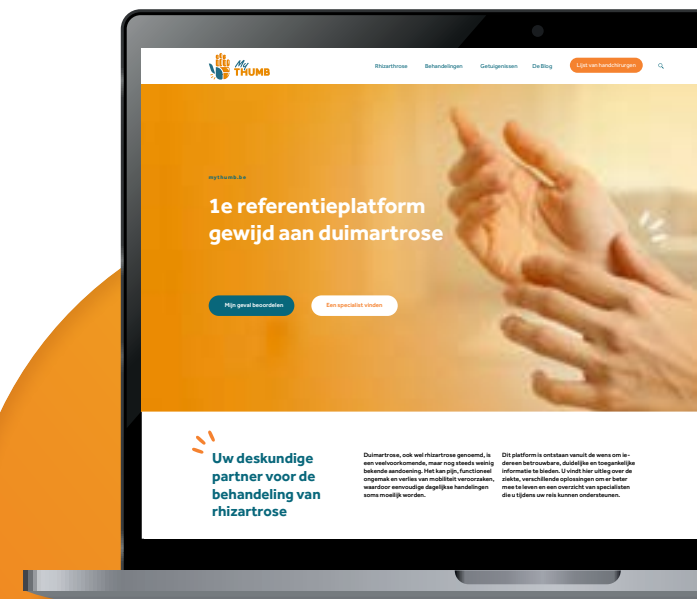 My
THUMB
Rhizarthrose
Behandelingen
Getuigenissen
De Blog
Lijst van handchirurgen
mythumb.be
1e referentieplatform
gewijd aan duimartrose
Mijn geval beoordelen
Een specialist vinden
Uw deskundige
partner voor de
behandeling van
rhizartrose
Duimartrose, ook wel rhizartrose genoemd, is
een veelvoorkomende, maar nog steeds weinig
bekende aandoening. Het kan pijn, functioneel
ongemak en verlies van mobiliteit veroorzaken,
waardoor eenvoudige dagelijkse handelingen
soms moeilijk worden.
Dit platform is ontstaan vanuit de wens om ie-
dereen betrouwbare, duidelijke en toegankelijke
informatie te bieden. U vindt hier uitleg over de
ziekte, verschillende oplossingen om er beter
mee te leven en een overzicht van specialisten
die u tijdens uw reis kunnen ondersteunen.